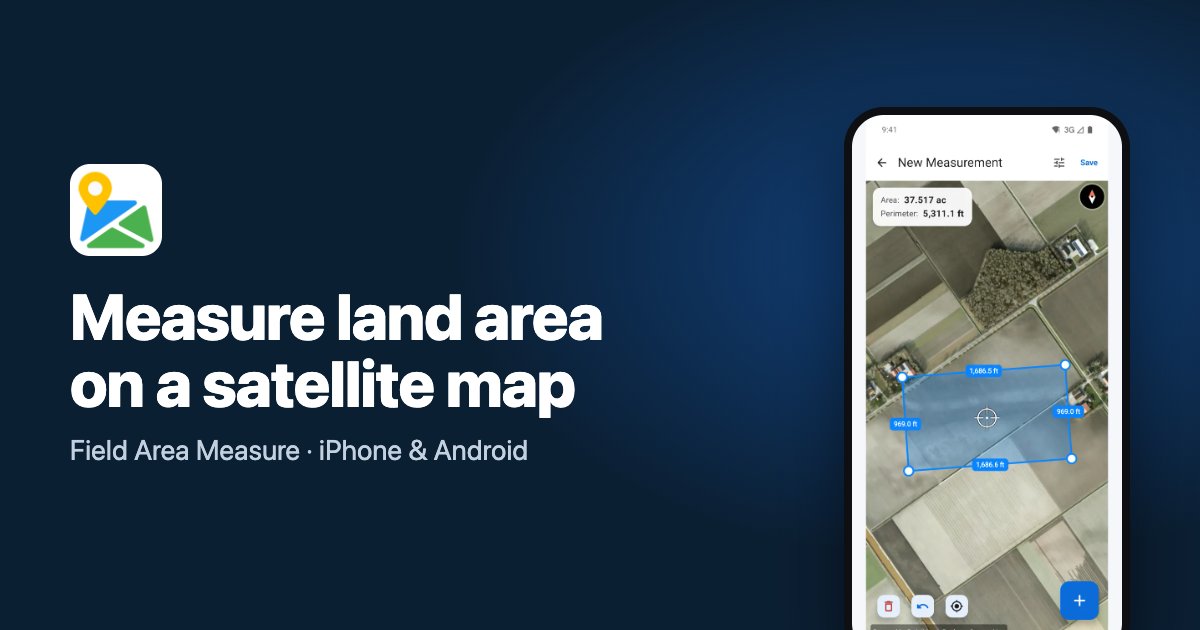 Measure land area
on a satellite map
Field Area Measure · iPhone & Android
9:41
3G
New Measurement
Save
Area: 37.517 ac
Perimeter: 5,311.1 ft
1,686.5 ft
969.0 ft
969.0 ft
1,686.6 ft